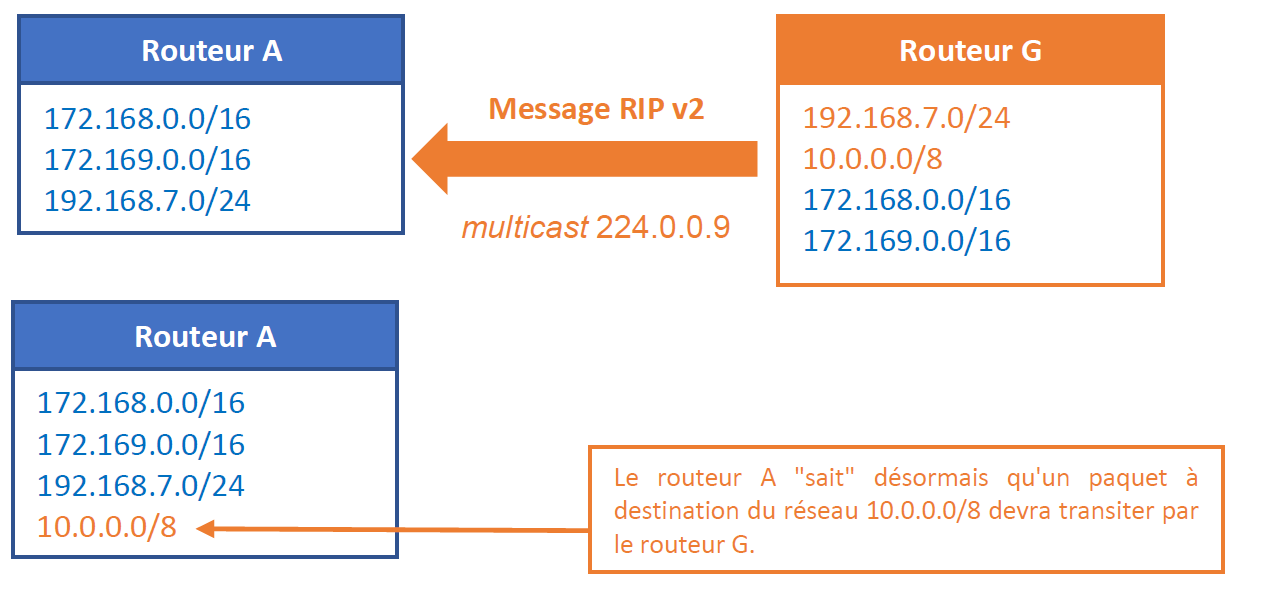 Routeur A
172.168.0.0/16
172.169.0.0/16
192.168.7.0/24
Message RIP v2
multicast 224.0.0.9
Routeur G
192.168.7.0/24
10.0.0.0/8
172.168.0.0/16
172.169.0.0/16
Routeur A
172.168.0.0/16
172.169.0.0/16
192.168.7.0/24
10.0.0.0/8
Le routeur A "sait" désormais qu'un paquet à
destination du réseau 10.0.0.0/8 devra transiter par
le routeur G.